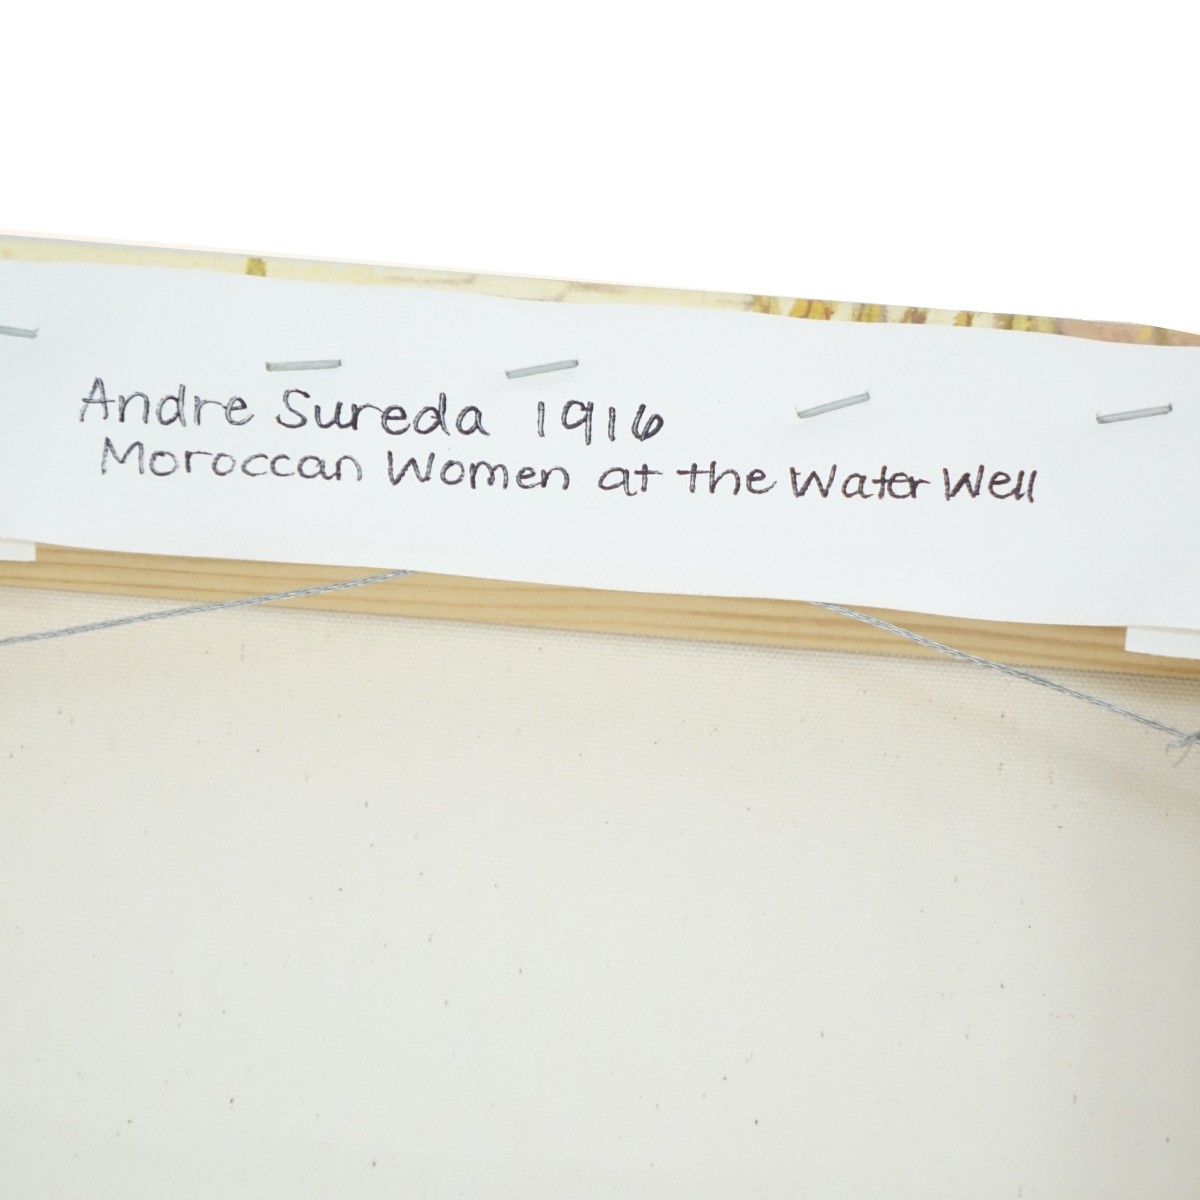 Andre Sureda 1916
Moroccan Women at the Water Well